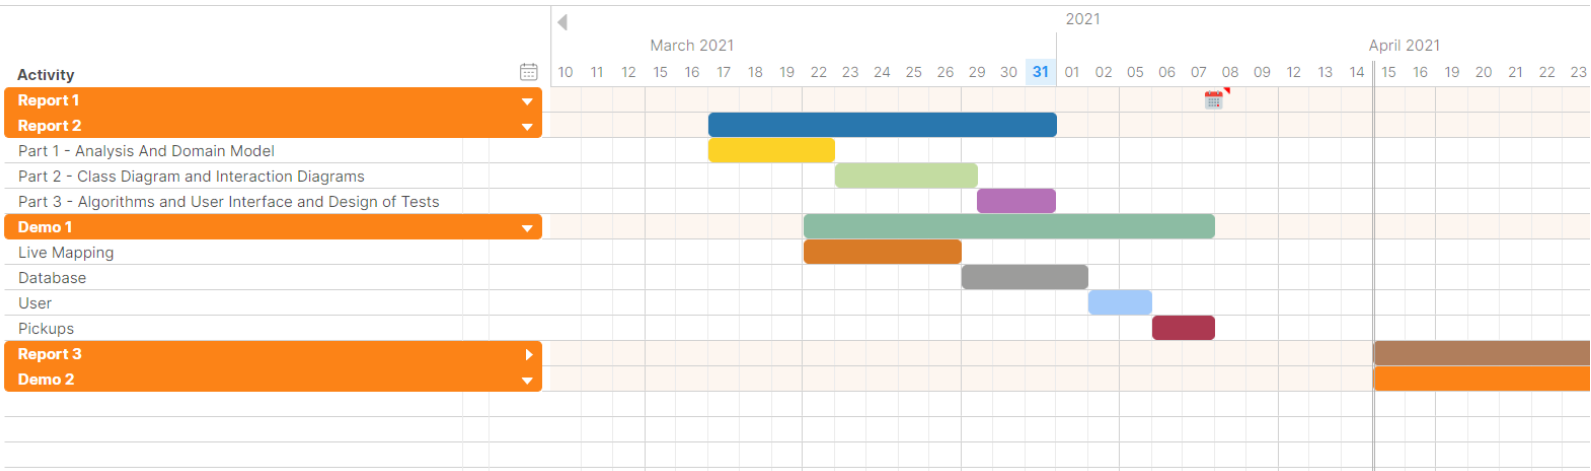 2021
March 2021 April 2021
Activity 10 11 12 15 16 17 18 19 22 23 24 25 26 29 30 31 01 02 05 06 07 08 09 12 13 14 15 16 19 20 21 22 23
Report 1
Report 2
Part 1 - Analysis And Domain Model
Part 2 - Class Diagram and Interaction Diagrams
Part 3 - Algorithms and User Interface and Design of Tests
Demo 1
Live Mapping
Database
User
Pickups
Report 3
Demo 2